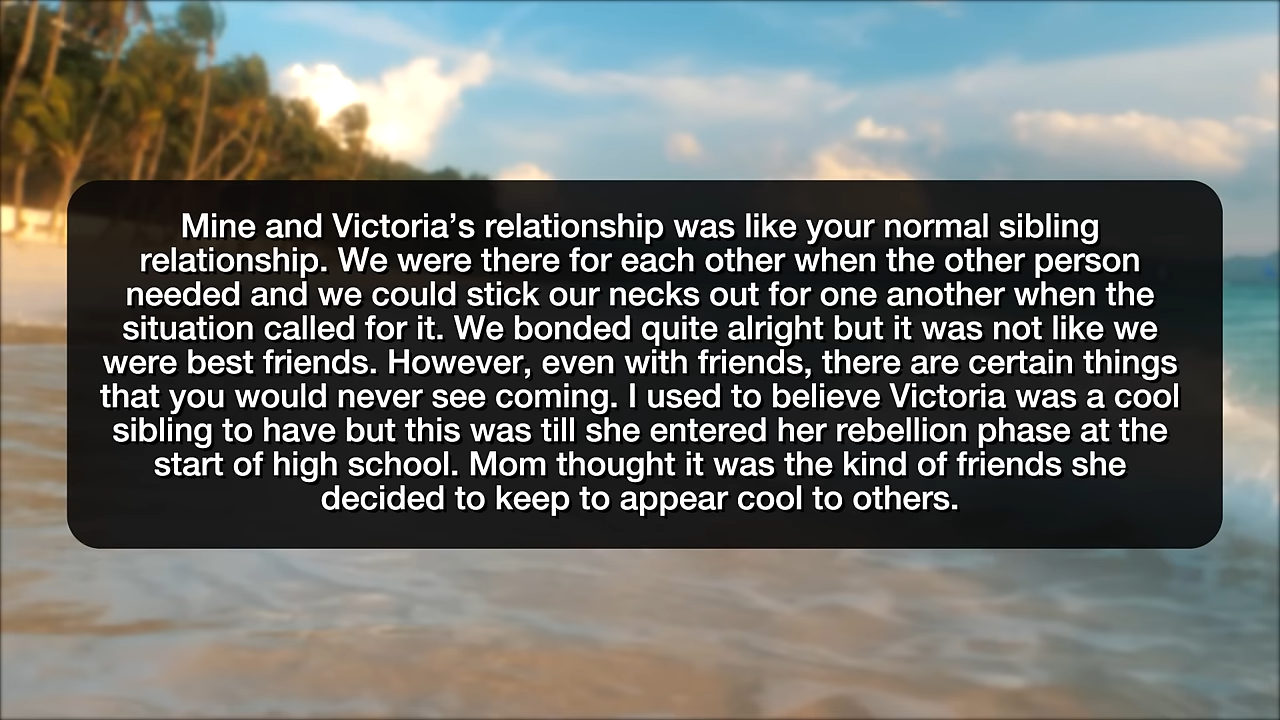 Mine and Victoria’s relationship was like your normal sibling
relationship. We were there for each other when the other person
needed and we could stick our necks out for one another when the
situation called for it. We bonded quite alright but it was not like we
were best friends. However, even with friends, there are certain things
that you would never see coming. I used to believe Victoria was a cool
sibling to have but this was till she entered her rebellion phase at the
start of high school. Mom thought it was the kind of friends she
decided to keep to appear cool to others.